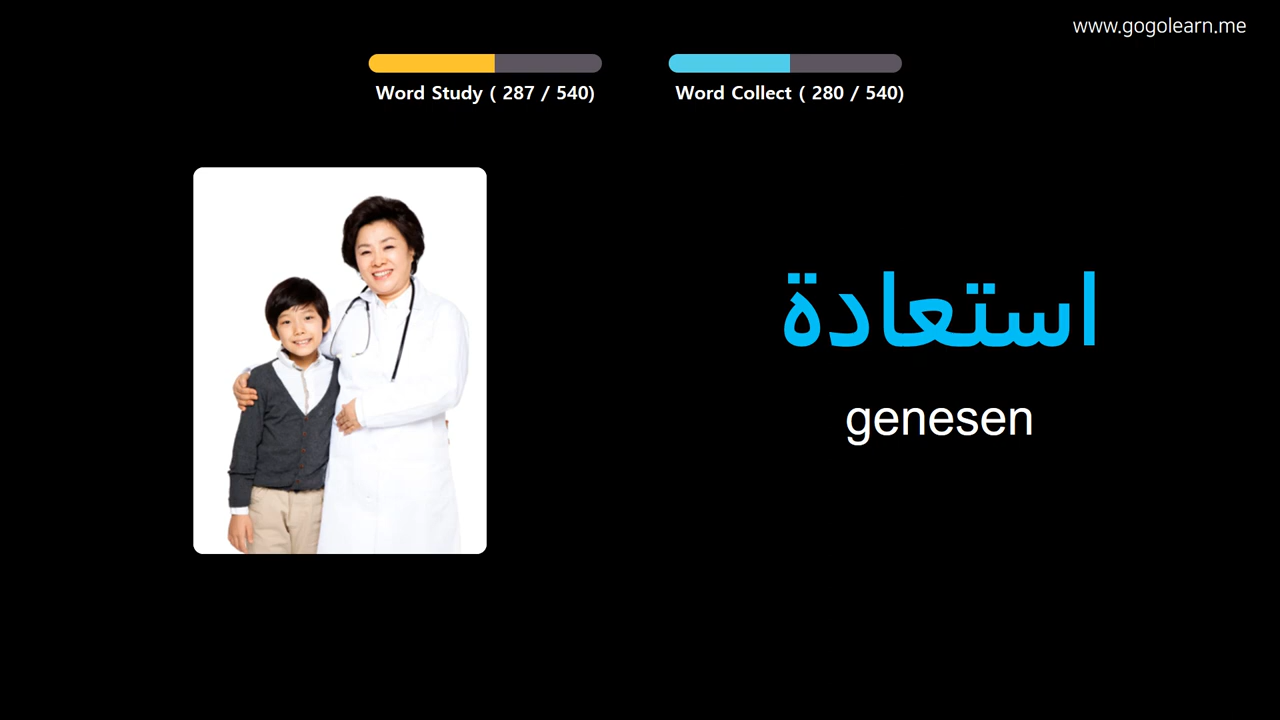 www.gogolearn.me
Word Study ( 287 / 540)
Word Collect ( 280 / 540)
استعادة
genesen